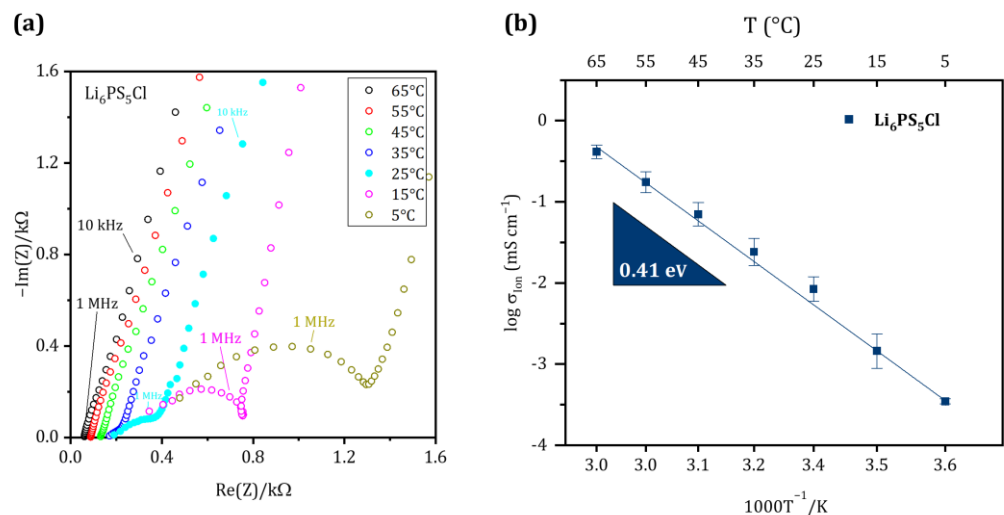 (a)
Li₆PS₅Cl
−Im(Z)/kΩ
1.6
1.2
0.8
0.4
0.0
0.0 0.4 0.8 1.2 1.6
Re(Z)/kΩ
10 kHz
1 MHz
10 kHz
1 MHz
1 MHz
1 MHz
65°C
55°C
45°C
35°C
25°C
15°C
5°C
(b)
T (°C)
65 55 45 35 25 15 5
Li₆PS₅Cl
log σ_Ion (mS cm⁻¹)
0
-1
-2
-3
-4
0.41 eV
3.0 3.0 3.1 3.2 3.4 3.5 3.6
1000T⁻¹/K